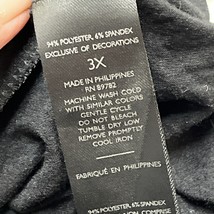 94% POLYESTER, 6% SPANDEX
EXCLUSIVE OF DECORATIONS
3X
MADE IN PHILIPPINES
RN 89782
MACHINE WASH COLD
WITH SIMILAR COLORS
GENTLE CYCLE
DO NOT BLEACH
TUMBLE DRY LOW
REMOVE PROMPTLY
COOL IRON
FABRIQUÉ EN PHILIPPINES
94% POLYESTER, 6% SPANDEX